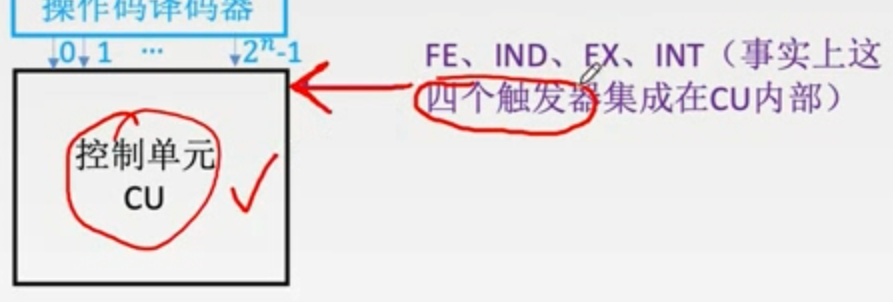 操作码译码器
0 1 ... 2ⁿ-1
FE、IND、EX、INT（事实上这
四个触发器集成在CU内部）
控制单元
CU